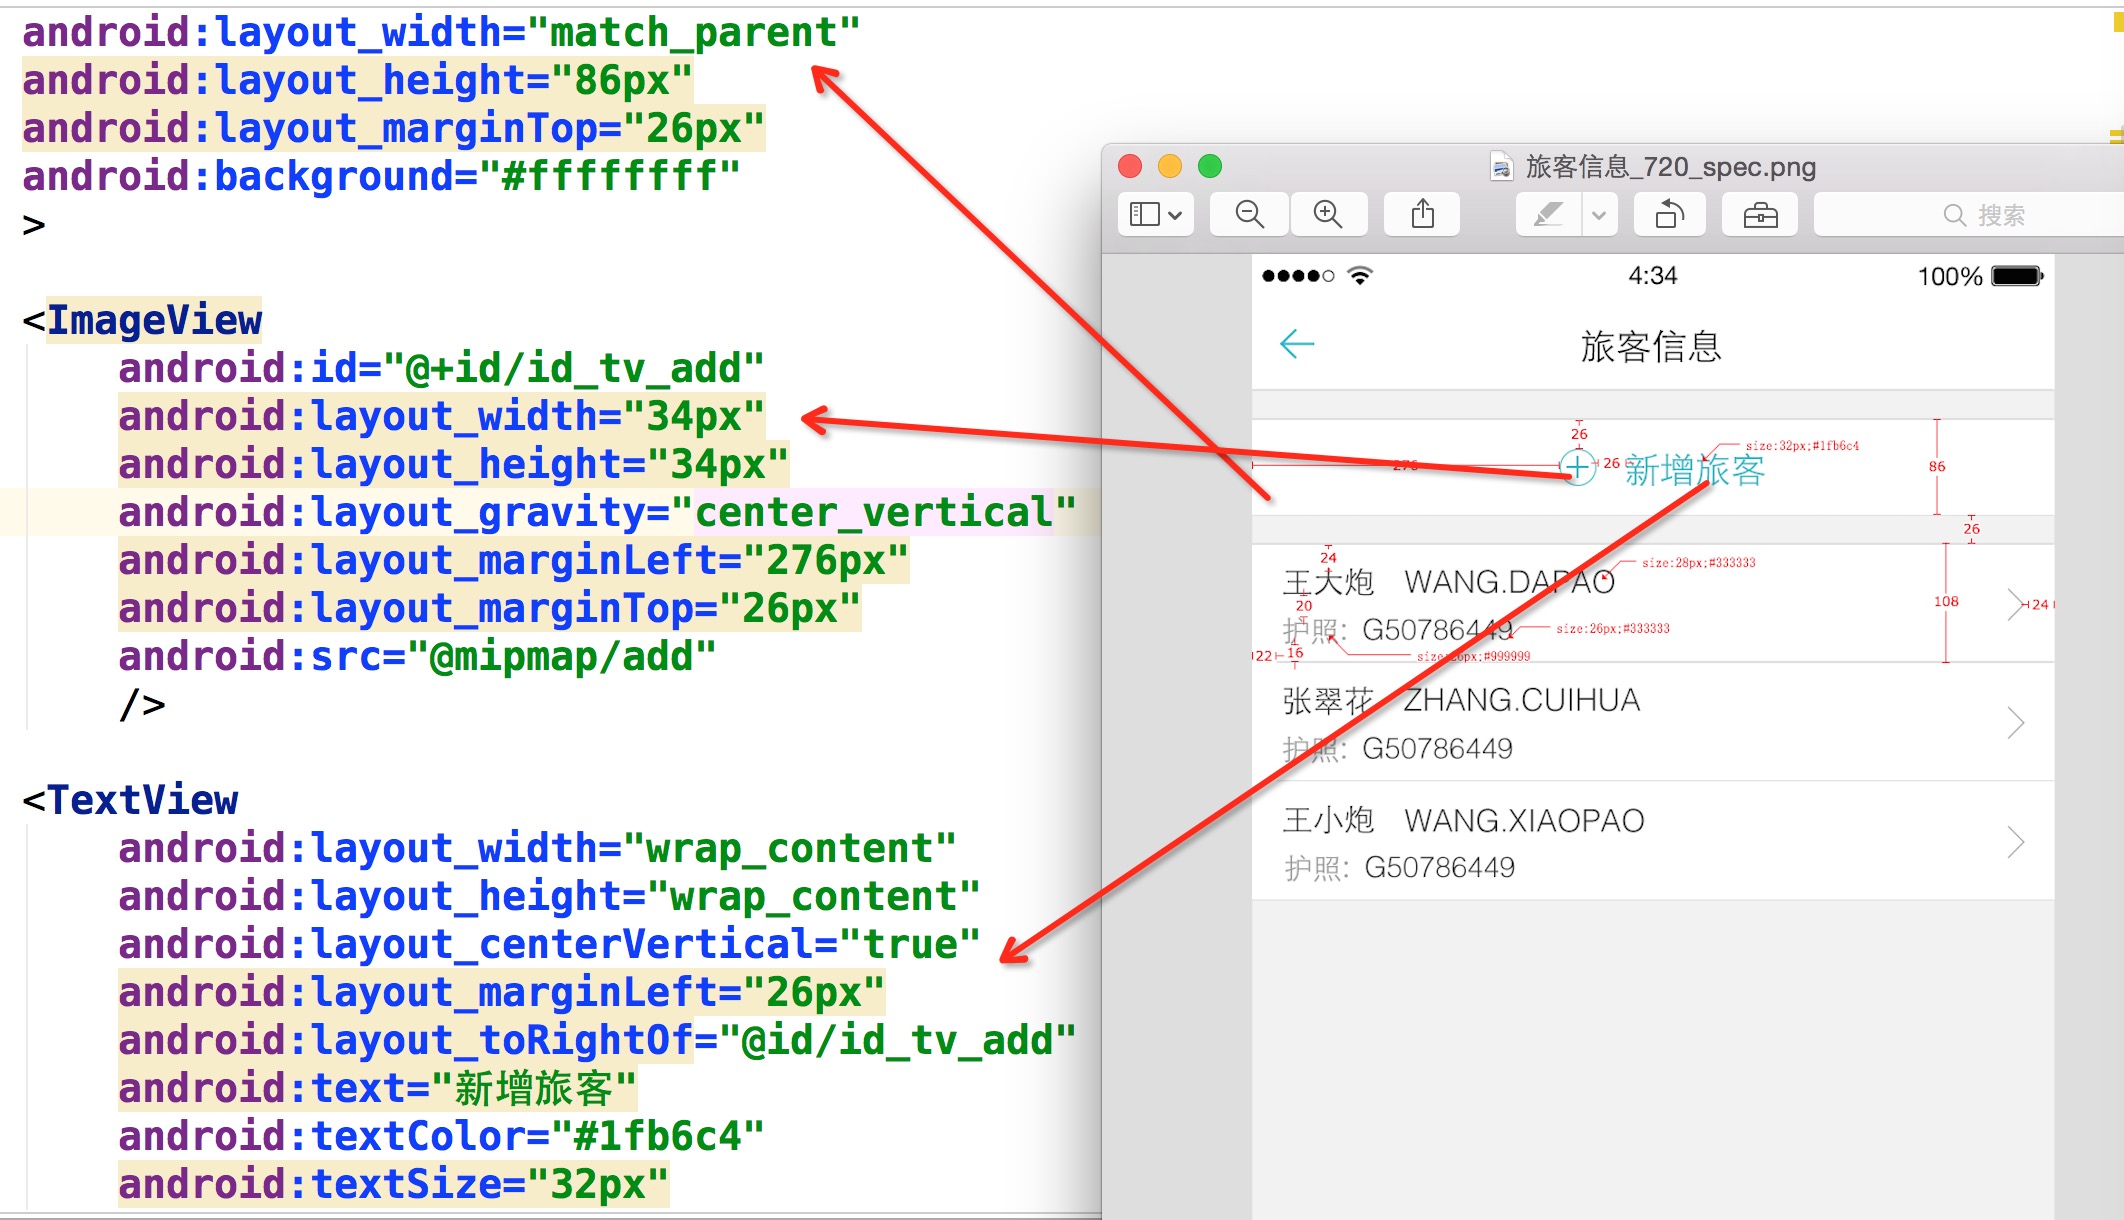 android:layout_width="match_parent"
android:layout_height="86px"
android:layout_marginTop="26px"
android:background="#ffffffff"
>
<ImageView
android:id="@+id/id_tv_add"
android:layout_width="34px"
android:layout_height="34px"
android:layout_gravity="center_vertical"
android:layout_marginLeft="276px"
android:layout_marginTop="26px"
android:src="@mipmap/add"
/>
<TextView
android:layout_width="wrap_content"
android:layout_height="wrap_content"
android:layout_centerVertical="true"
android:layout_marginLeft="26px"
android:layout_toRightOf="@id/id_tv_add"
android:text="新增旅客"
android:textColor="#1fb6c4"
android:textSize="32px"
旅客信息_720_spec.png
搜索
4:34
100%
旅客信息
26
size:32px;#1fb6c4
276
26
新增旅客
86
26
24
size:28px;#333333
王大炮 WANG.DAPAO
20
108
24
护照: G50786449
size:26px;#333333
22
16
size:26px;#999999
张翠花 ZHANG.CUIHUA
护照: G50786449
王小炮 WANG.XIAOPAO
护照: G50786449